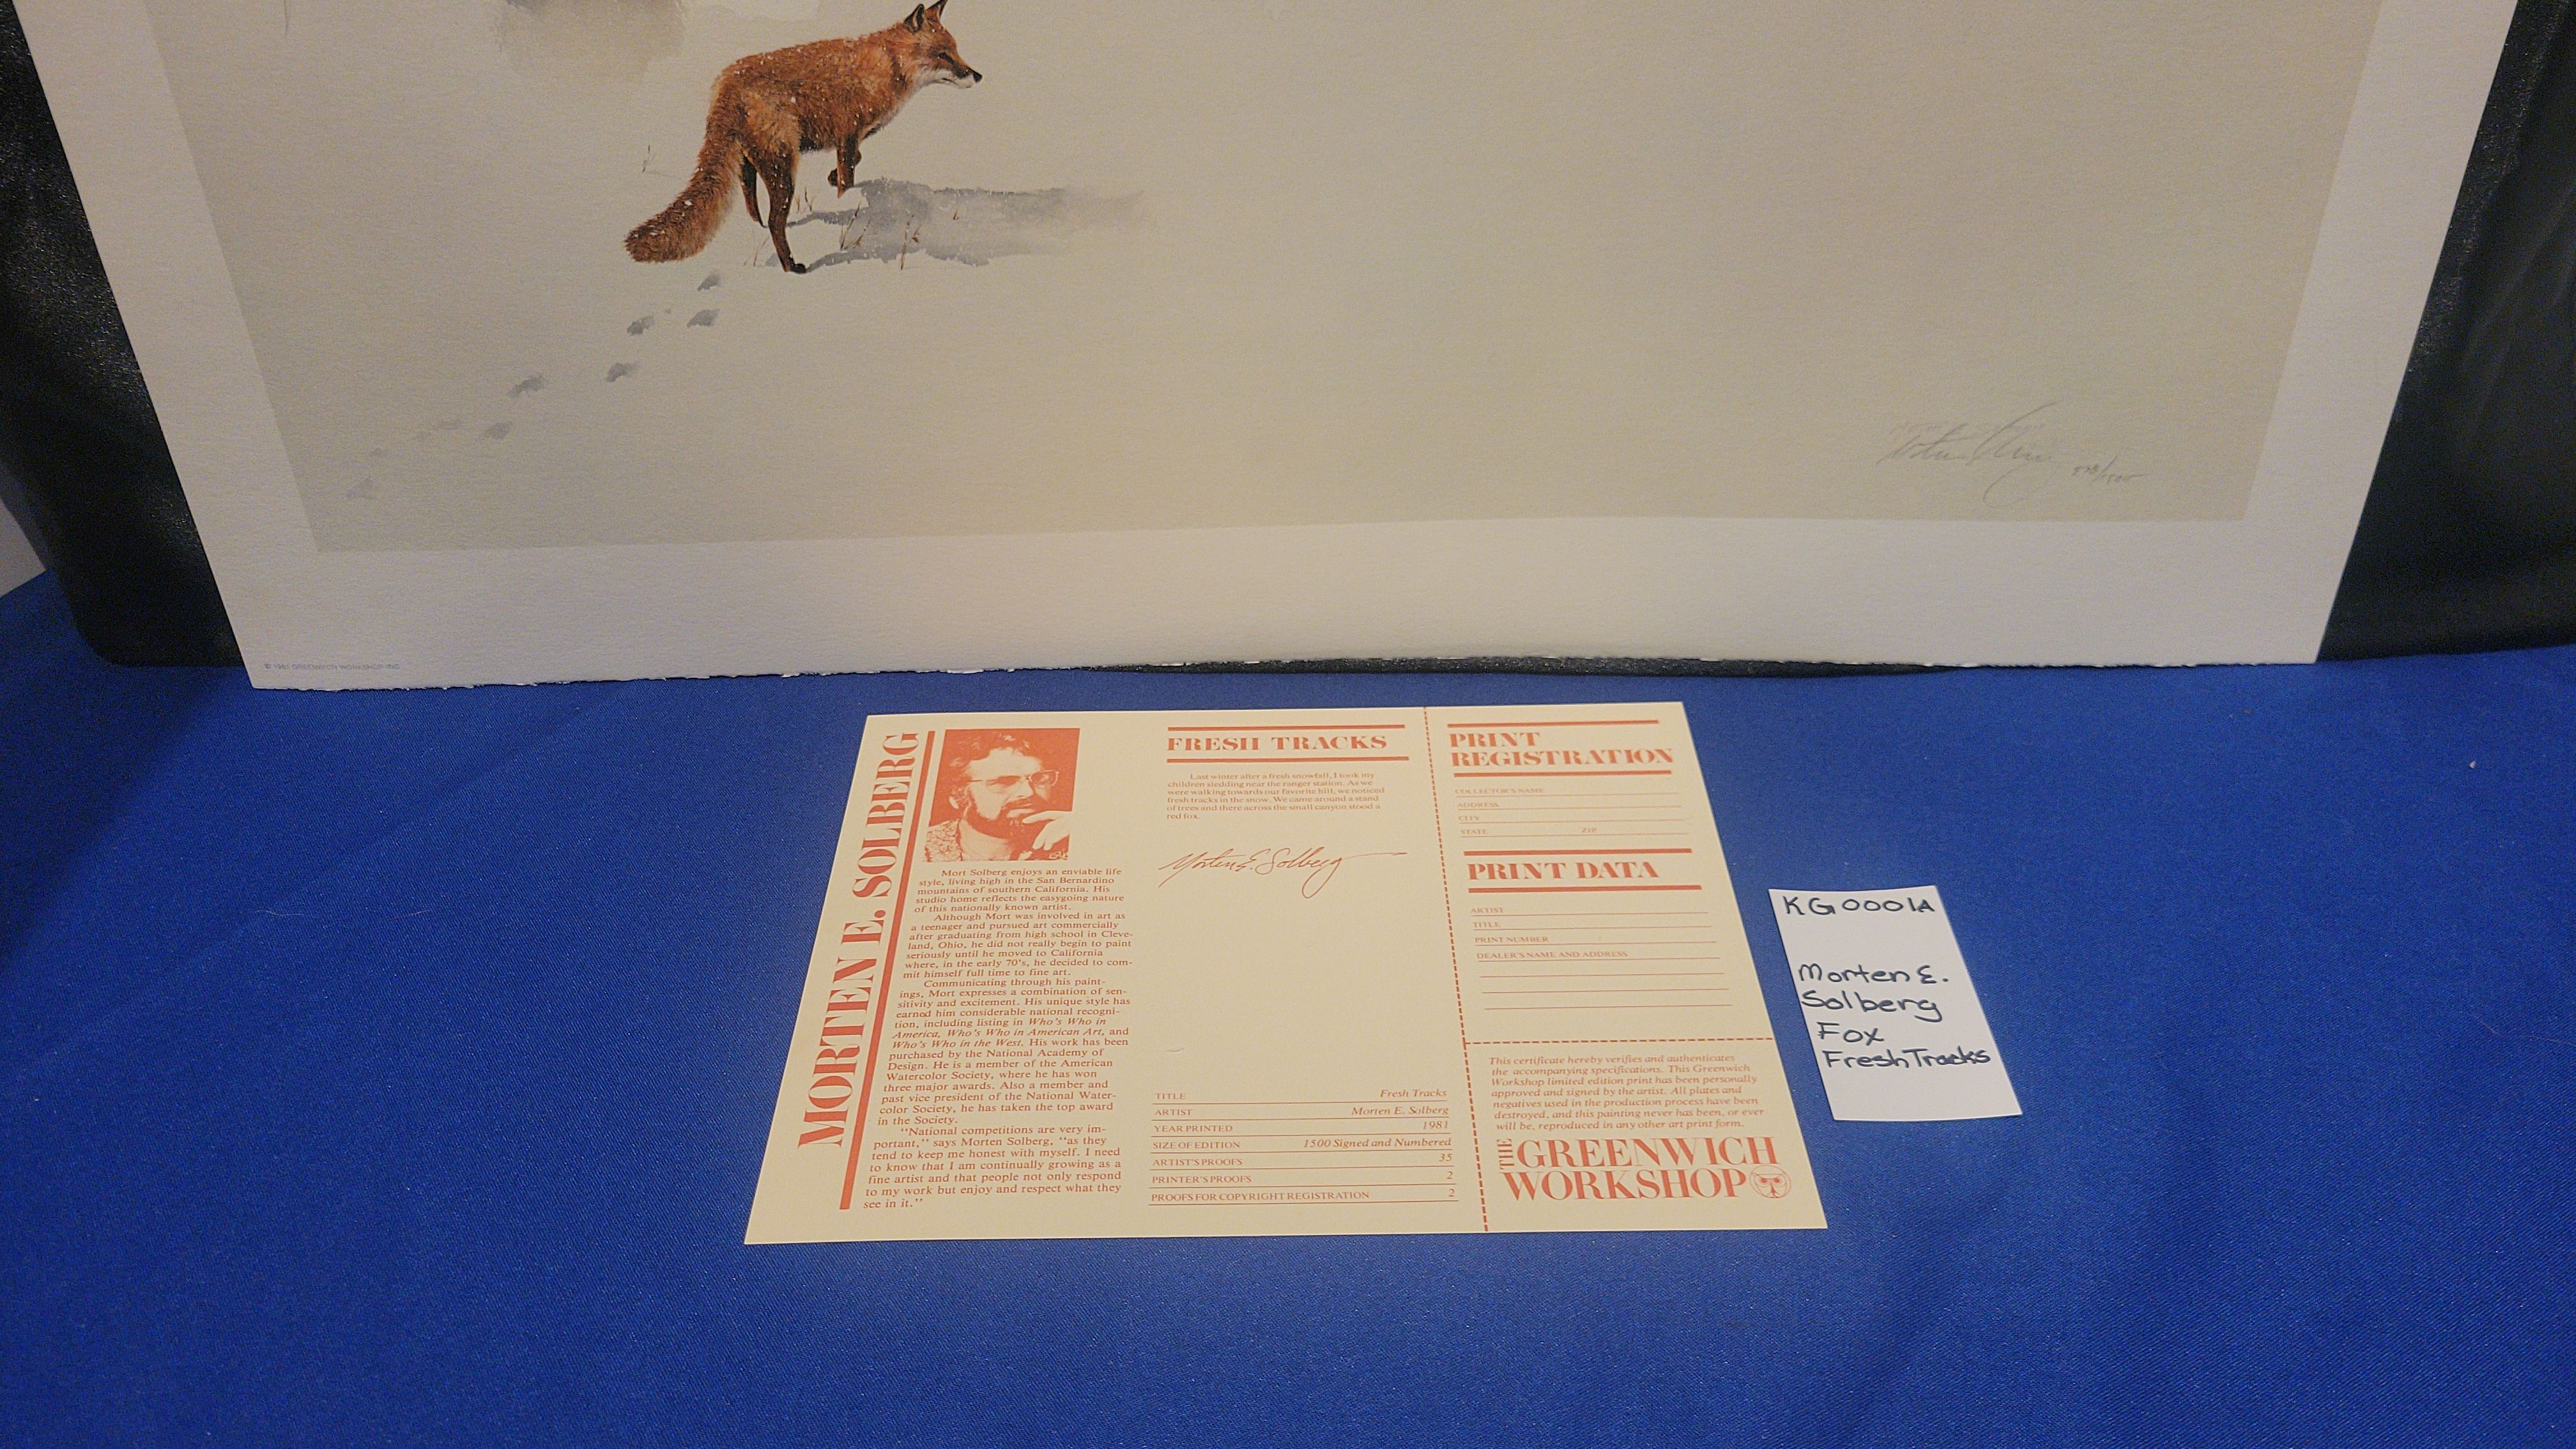 © 1981 GREENWICH WORKSHOP, INC.
MORTEN E. SOLBERG
Mort Solberg enjoys an enviable life
style, living high in the San Bernardino
mountains of southern California. His
studio home reflects the easygoing nature
of this nationally known artist.
Although Mort was involved in art as
a teenager and pursued art commercially
after graduating from high school in Cleve-
land, Ohio, he did not really begin to paint
seriously until he moved to California
where, in the early 70's, he decided to com-
mit himself full time to fine art.
Communicating through his paint-
ings, Mort expresses a combination of sen-
sitivity and excitement. His unique style has
earned him considerable national recogni-
tion, including listing in Who's Who in
America, Who's Who in American Art, and
Who's Who in the West. His work has been
purchased by the National Academy of
Design. He is a member of the American
Watercolor Society, where he has won
three major awards. Also a member and
past vice president of the National Water-
color Society, he has taken the top award
in the Society.
“National competitions are very im-
portant,” says Morten Solberg, “as they
tend to keep me honest with myself. I need
to know that I am continually growing as a
fine artist and that people not only respond
to my work but enjoy and respect what they
see in it.”
FRESH TRACKS
Last winter after a fresh snowfall, I took my
children sledding near the ranger station. As we
were walking towards our favorite hill, we noticed
fresh tracks in the snow. We came around a stand
of trees and there across the small canyon stood a
red fox.
Morten E. Solberg
TITLE Fresh Tracks
ARTIST Morten E. Solberg
YEAR PRINTED 1981
SIZE OF EDITION 1500 Signed and Numbered
ARTIST'S PROOFS 35
PRINTER'S PROOFS 2
PROOFS FOR COPYRIGHT REGISTRATION 2
PRINT
REGISTRATION
COLLECTOR'S NAME
ADDRESS
CITY
STATE ZIP
PRINT DATA
ARTIST
TITLE
PRINT NUMBER
DEALER'S NAME AND ADDRESS
This certificate hereby verifies and authenticates
the accompanying specifications. This Greenwich
Workshop limited edition print has been personally
approved and signed by the artist. All plates and
negatives used in the production process have been
destroyed, and this painting never has been, or ever
will be, reproduced in any other art print form.
THE GREENWICH
WORKSHOP
KG0001A
Morten E.
Solberg
Fox
Fresh Tracks